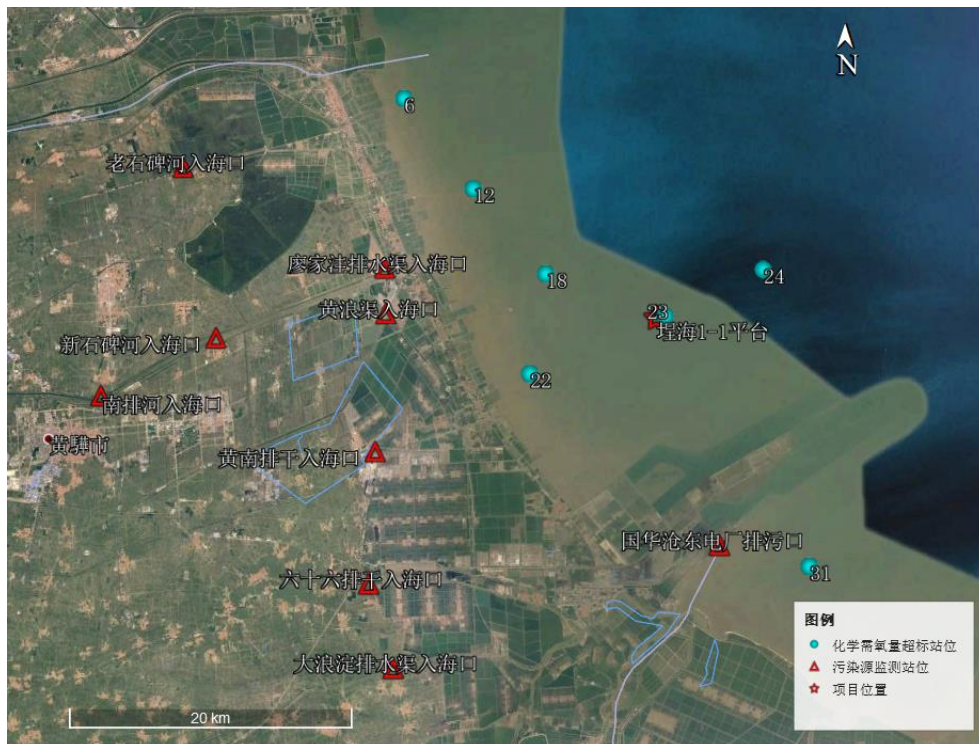 N
6
老石碑河入海口
12
廖家洼排水渠入海口
24
18
黄浪渠入海口
23
埕海1-1平台
新石碑河入海口
22
南排河入海口
黄骅市
黄南排干入海口
国华沧东电厂排污口
31
六十六排干入海口
大浪淀排水渠入海口
图例
化学需氧量超标站位
污染源监测站位
项目位置
20 km